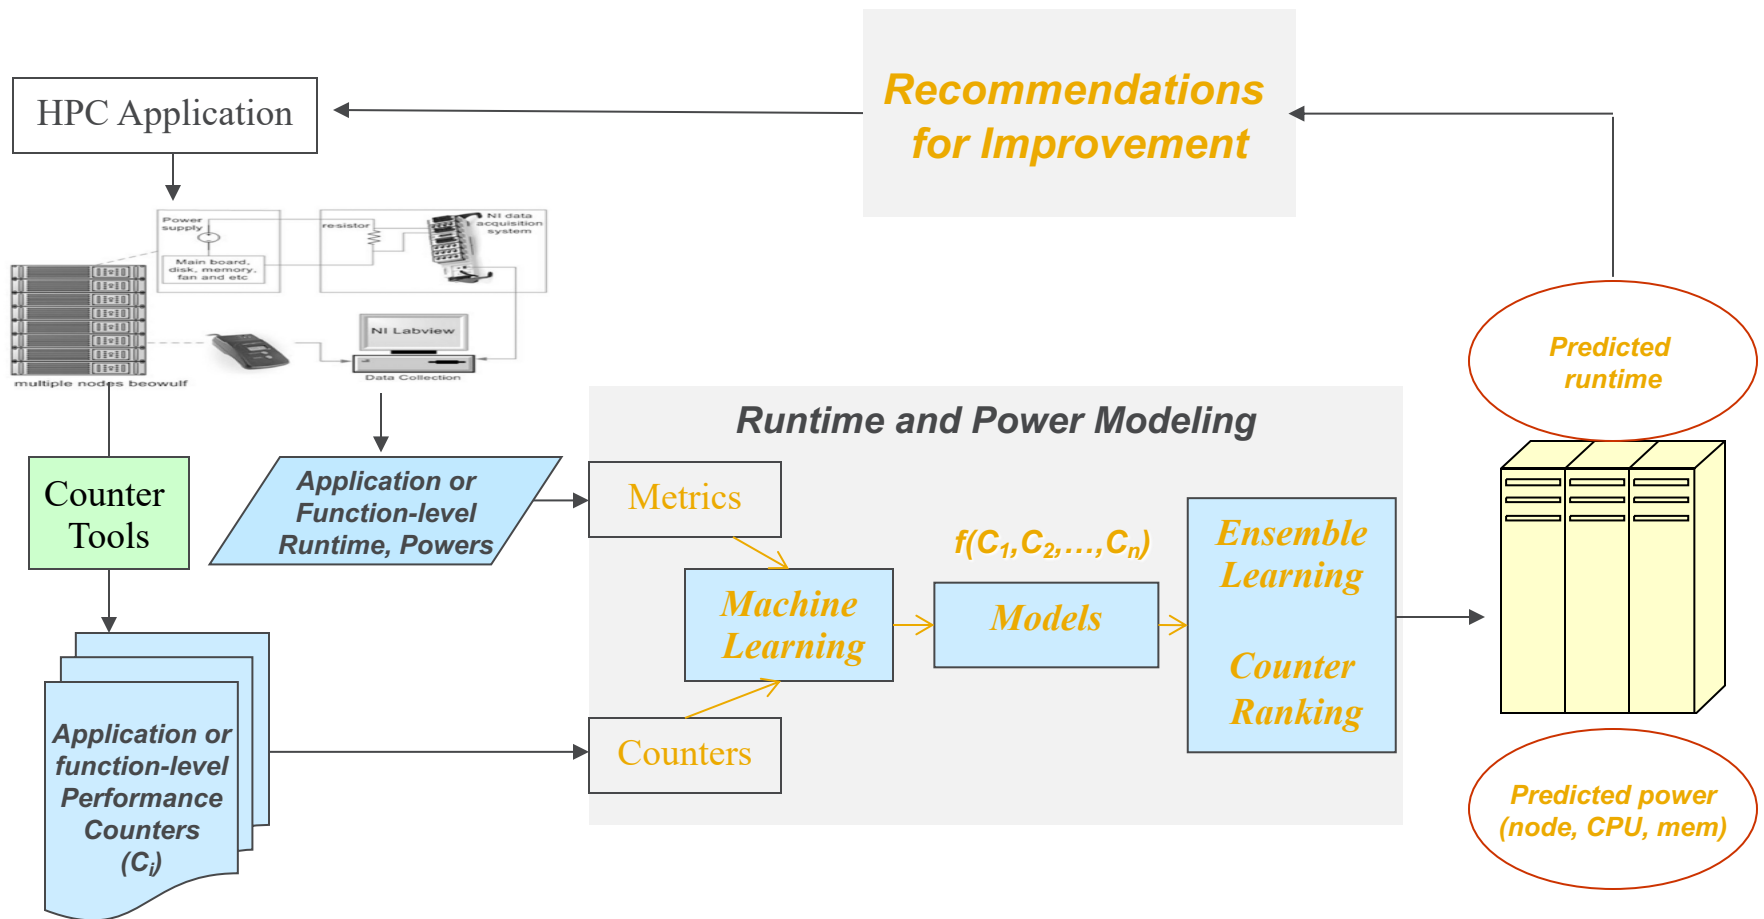 Recommendations
for Improvement
HPC Application
Power
supply
Main board,
disk, memory,
fan and etc
resistor
NI data
acquisition
system
NI Labview
Data Collection
multiple nodes beowulf
Predicted
runtime
Runtime and Power Modeling
Counter
Tools
Application or
Function-level
Runtime, Powers
Metrics
Machine
Learning
f(C₁,C₂,…,Cₙ)
Models
Ensemble
Learning
Counter
Ranking
Counters
Application or
function-level
Performance
Counters
(Cᵢ)
Predicted power
(node, CPU, mem)